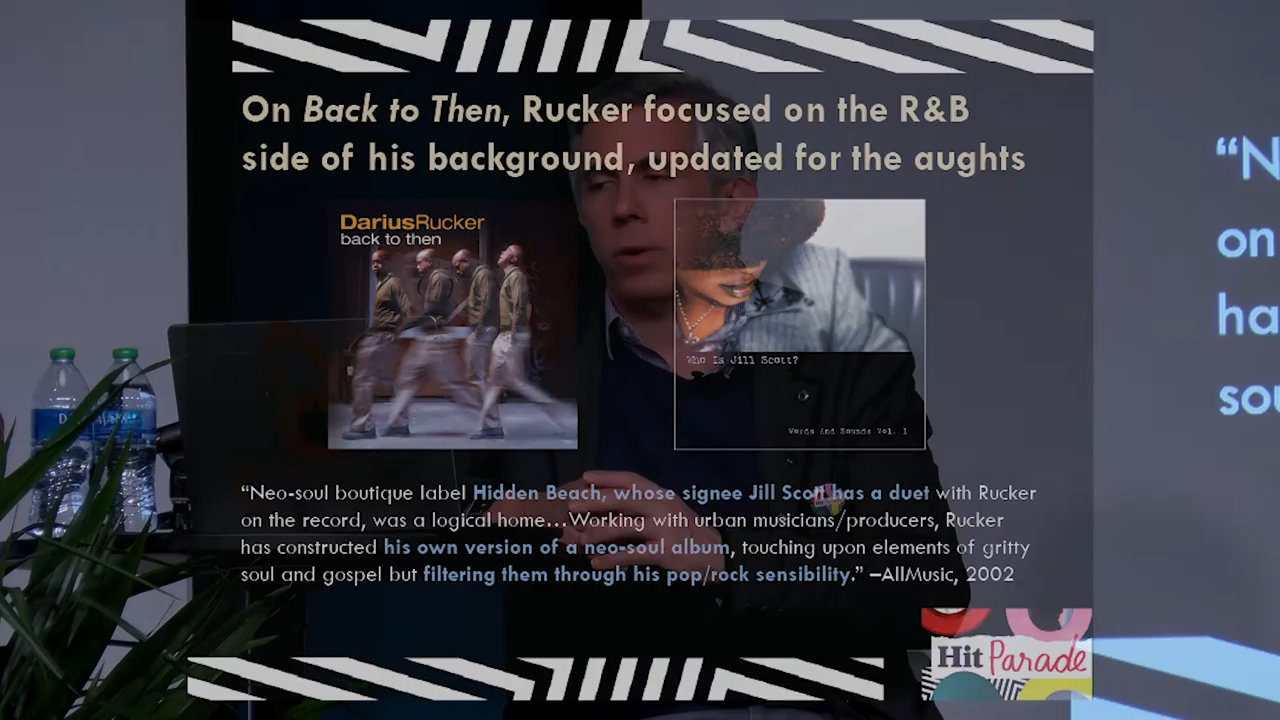 On Back to Then, Rucker focused on the R&B
side of his background, updated for the aughts
DariusRucker
back to then
Who Is Jill Scott?
Words And Sounds Vol. 1
“Neo-soul boutique label Hidden Beach, whose signee Jill Scott has a duet with Rucker
on the record, was a logical home…Working with urban musicians/producers, Rucker
has constructed his own version of a neo-soul album, touching upon elements of gritty
soul and gospel but filtering them through his pop/rock sensibility.” –AllMusic, 2002
Hit Parade
“N
on
ha
sou